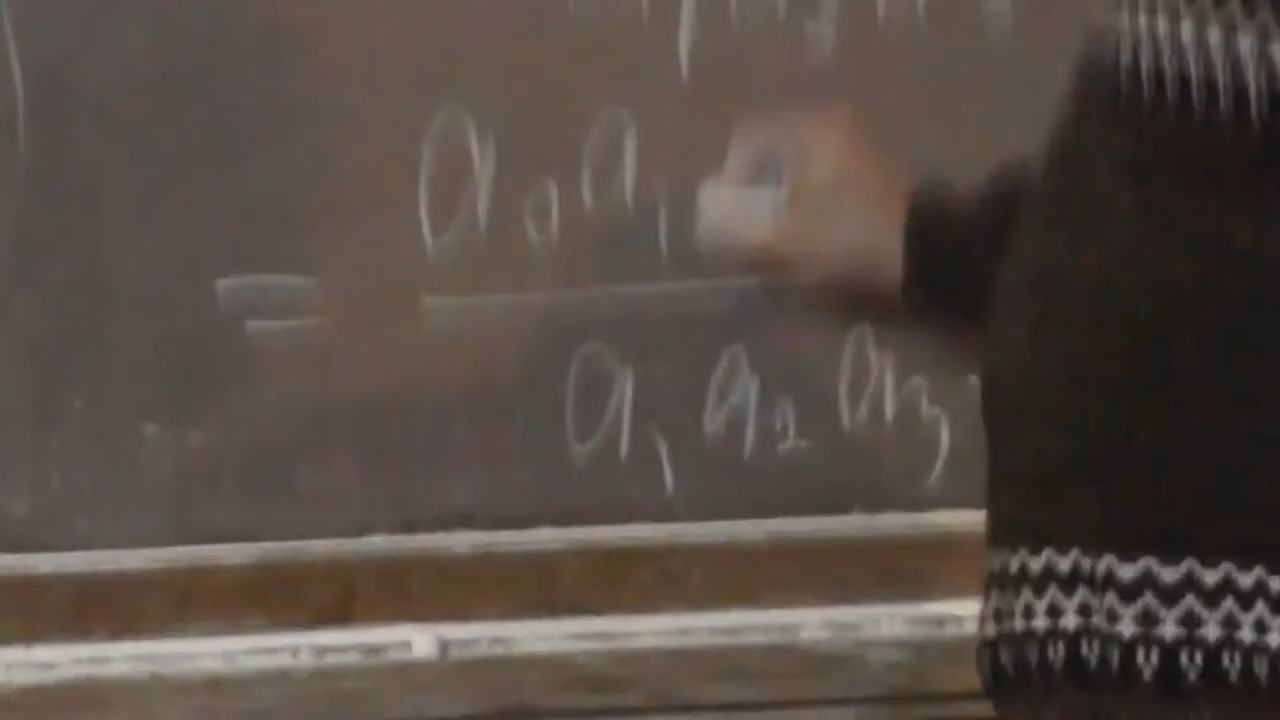 = a₀ a₁
a₁ a₂ a₃